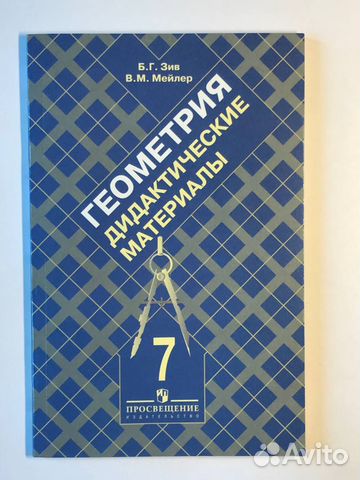 Б.Г. Зив
В.М. Мейлер
ГЕОМЕТРИЯ
ДИДАКТИЧЕСКИЕ
МАТЕРИАЛЫ
7
ПРОСВЕЩЕНИЕ
ИЗДАТЕЛЬСТВО
Avito